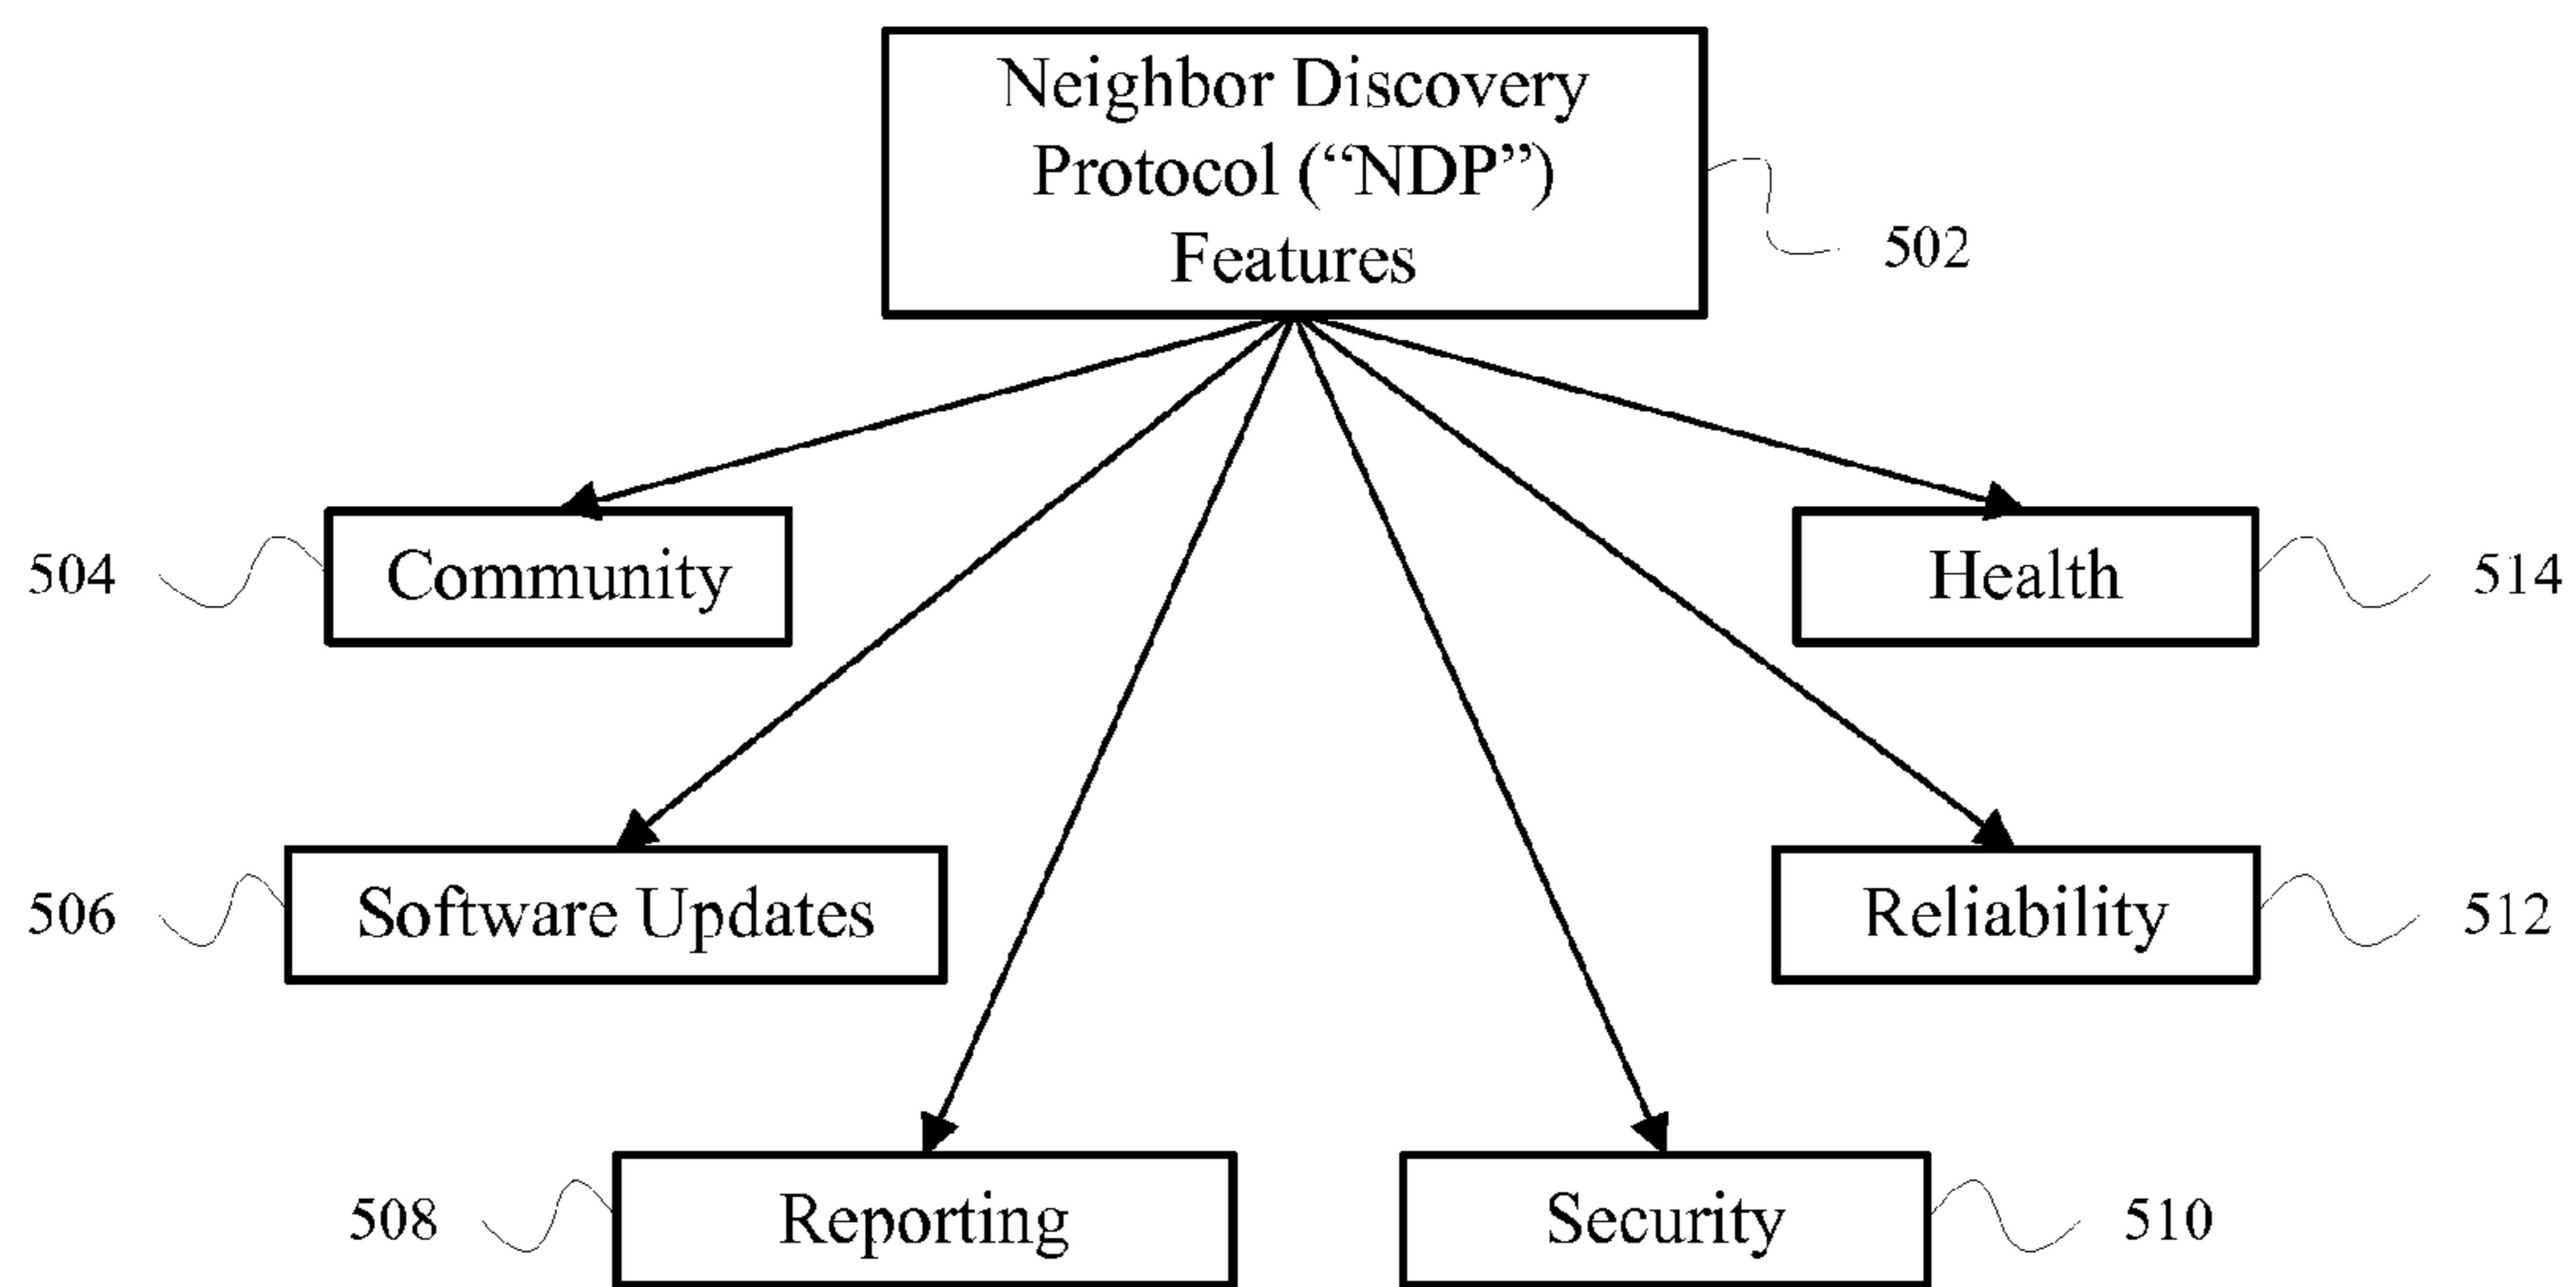 Neighbor Discovery
Protocol (“NDP”)
Features
502
504
Community
Health
514
506
Software Updates
Reliability
512
508
Reporting
Security
510